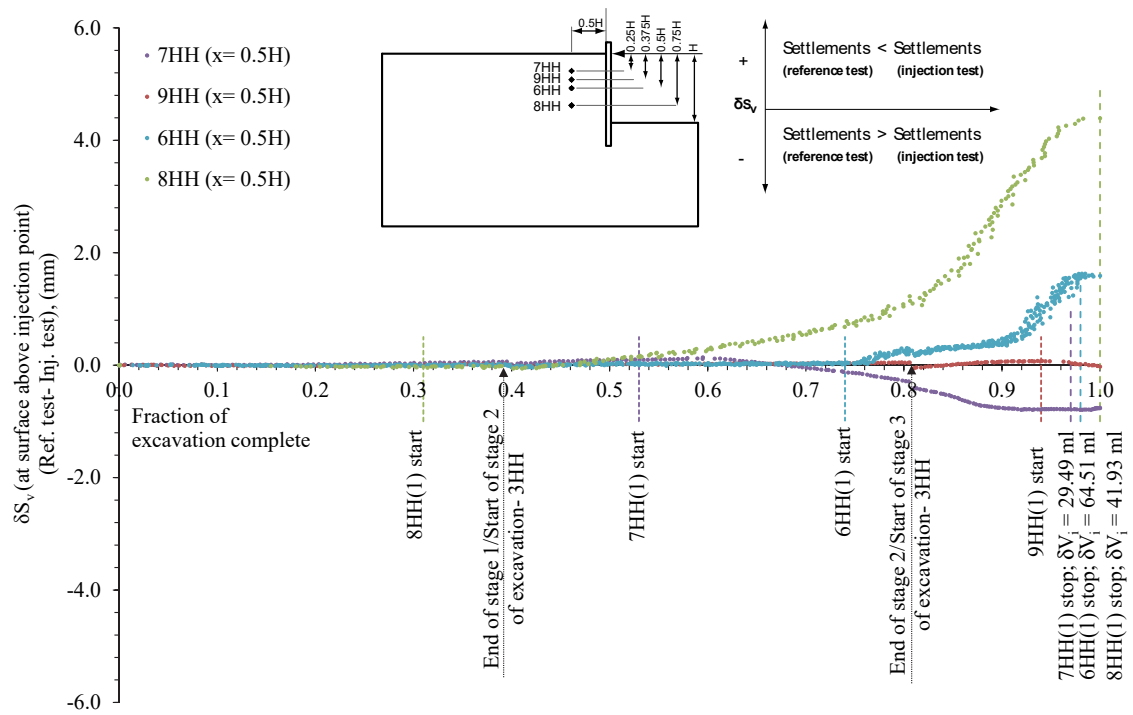 6.0
4.0
2.0
0.0
-2.0
-4.0
-6.0
δSv (at surface above injection point)
(Ref. test- Inj. test), (mm)
7HH (x= 0.5H)
9HH (x= 0.5H)
6HH (x= 0.5H)
8HH (x= 0.5H)
0.5H
0.25H
0.375H
0.5H
0.75H
H
7HH
9HH
6HH
8HH
+
δSv
-
Settlements < Settlements
(reference test) (injection test)
Settlements > Settlements
(reference test) (injection test)
0.0 0.1 0.2 0.3 0.4 0.5 0.6 0.7 0.8 0.9 1.0
Fraction of
excavation complete
8HH(1) start
End of stage 1/Start of stage 2
of excavation- 3HH
7HH(1) start
6HH(1) start
End of stage 2/Start of stage 3
of excavation- 3HH
9HH(1) start
7HH(1) stop; δVi = 29.49 ml
6HH(1) stop; δVi = 64.51 ml
8HH(1) stop; δVi = 41.93 ml